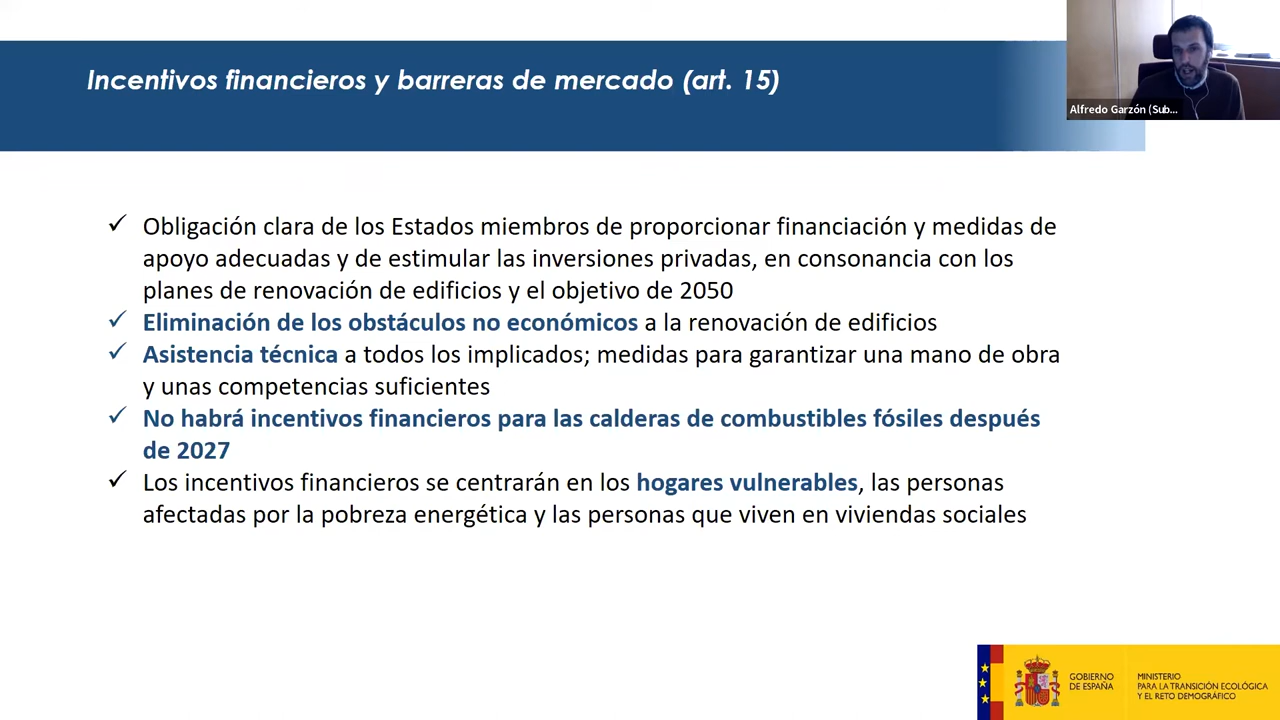 Incentivos financieros y barreras de mercado (art. 15)
Alfredo Garzón (Sub...
Obligación clara de los Estados miembros de proporcionar financiación y medidas de
apoyo adecuadas y de estimular las inversiones privadas, en consonancia con los
planes de renovación de edificios y el objetivo de 2050
Eliminación de los obstáculos no económicos a la renovación de edificios
Asistencia técnica a todos los implicados; medidas para garantizar una mano de obra
y unas competencias suficientes
No habrá incentivos financieros para las calderas de combustibles fósiles después
de 2027
Los incentivos financieros se centrarán en los hogares vulnerables, las personas
afectadas por la pobreza energética y las personas que viven en viviendas sociales
GOBIERNO
DE ESPAÑA
MINISTERIO
PARA LA TRANSICIÓN ECOLÓGICA
Y EL RETO DEMOGRÁFICO